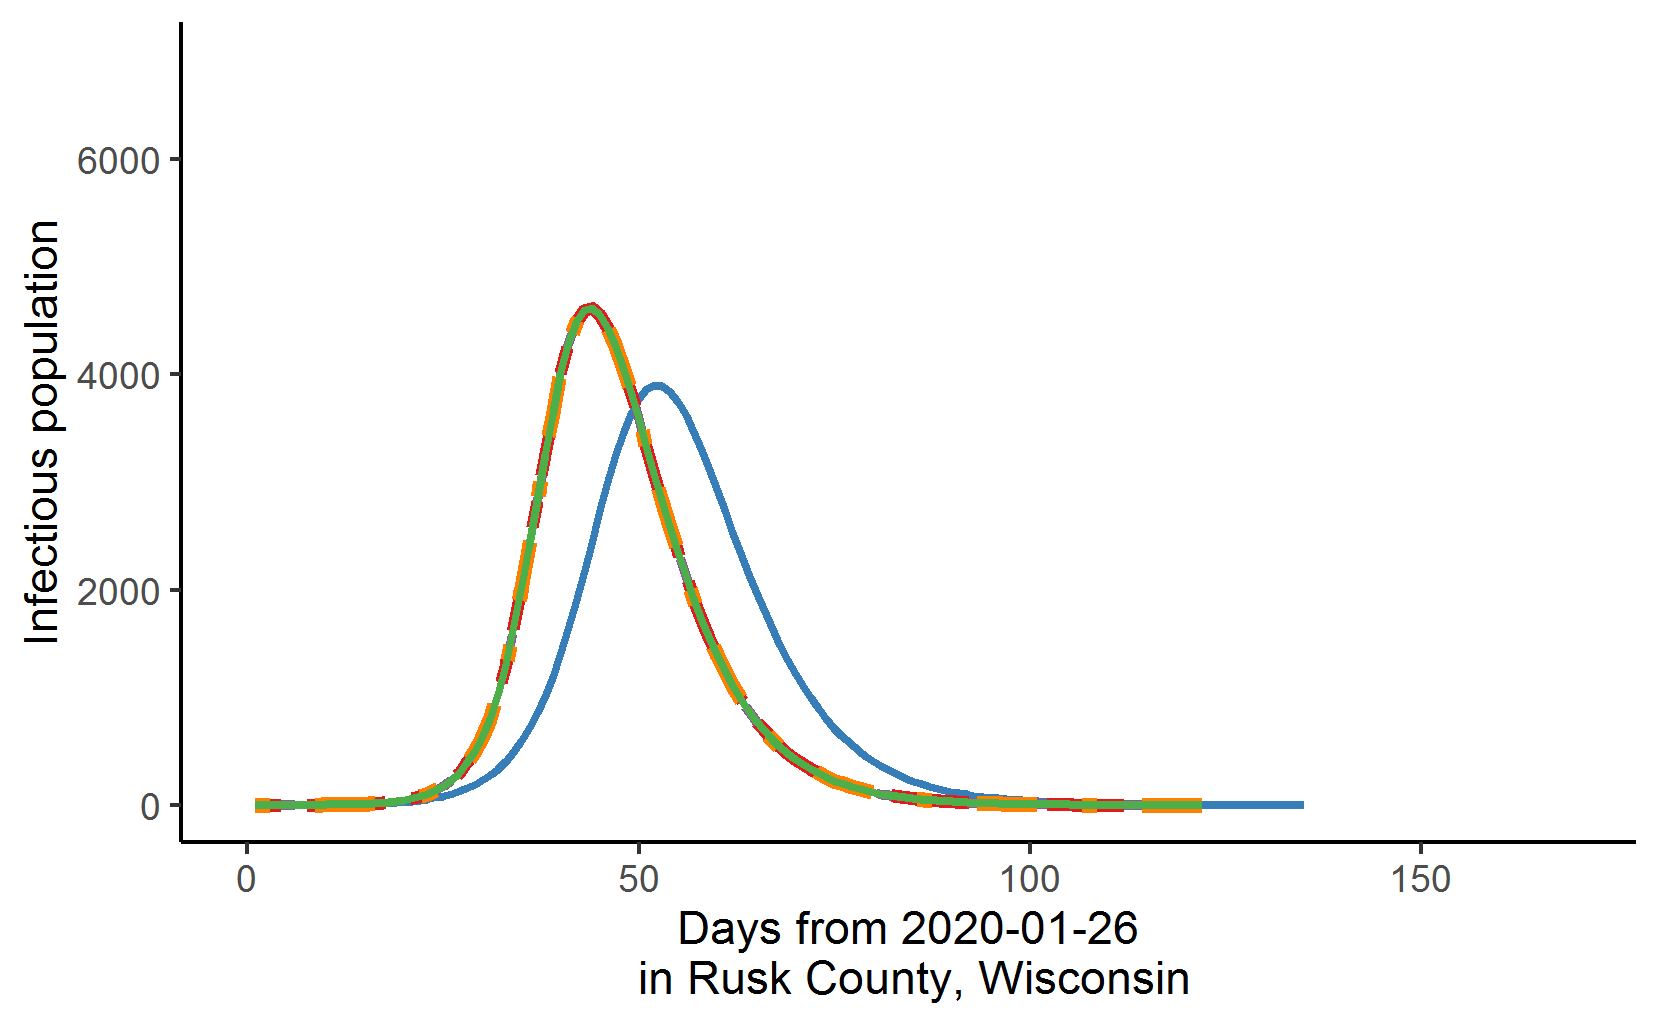 6000
4000
2000
0
Infectious population
0 50 100 150
Days from 2020-01-26
in Rusk County, Wisconsin